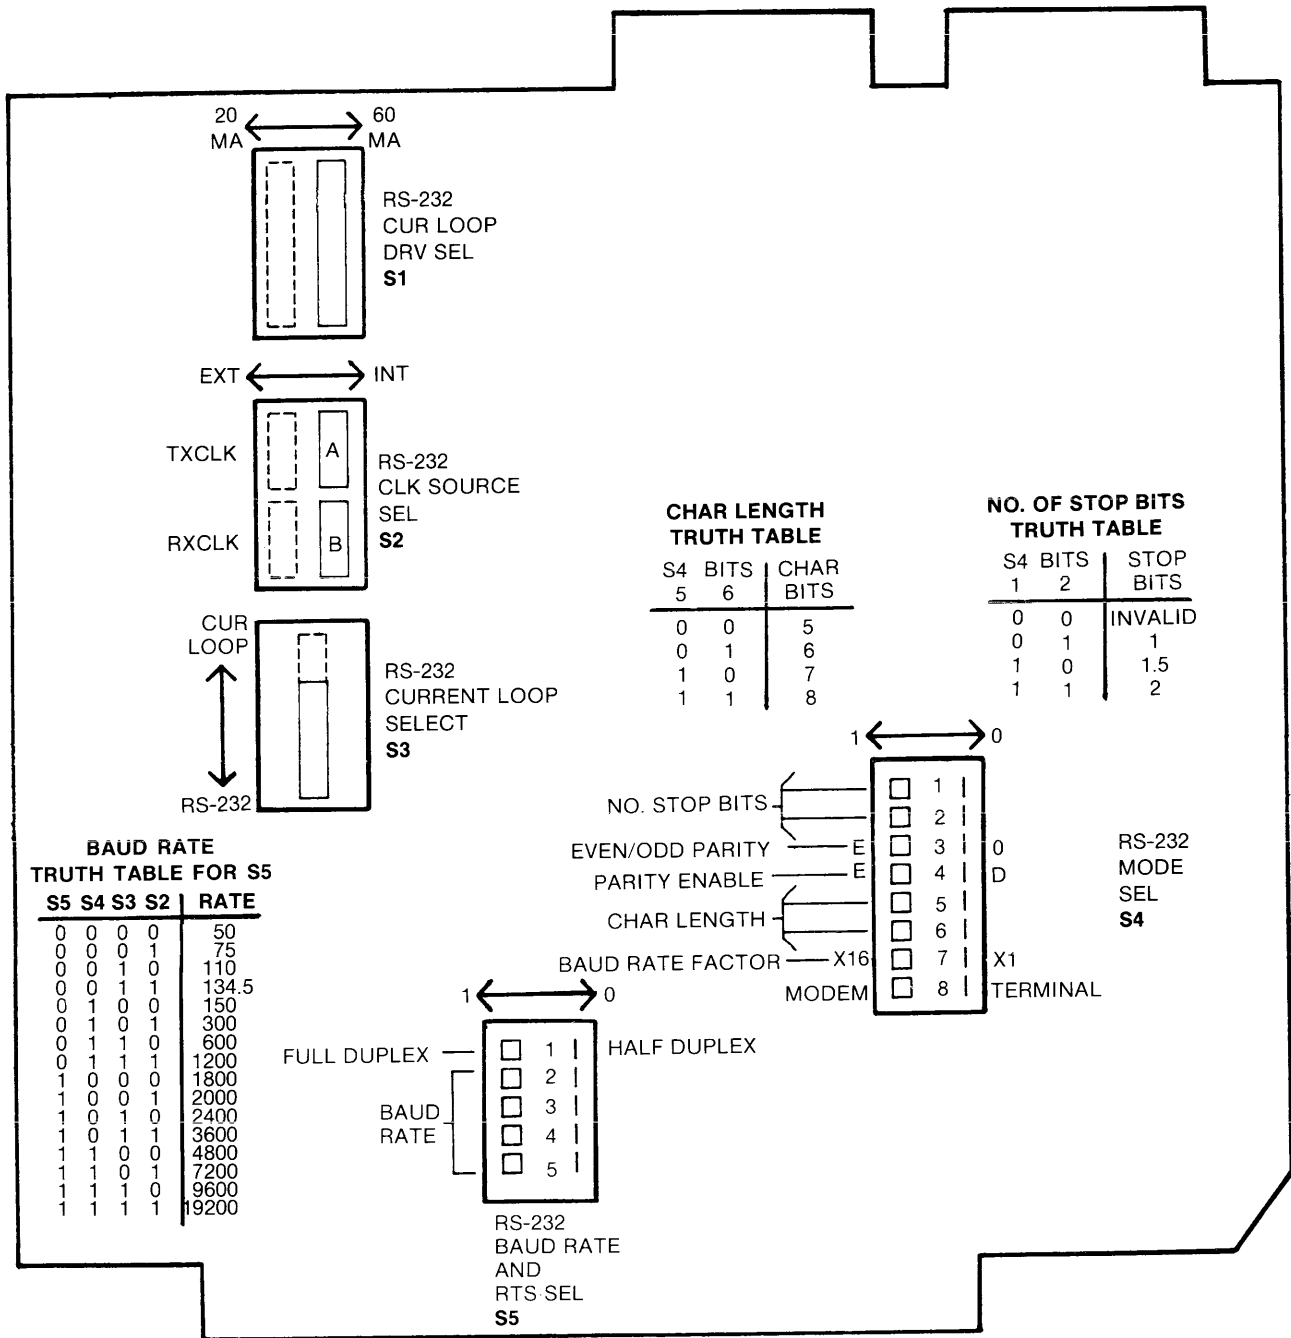 20 MA
60 MA
RS-232
CUR LOOP
DRV SEL
S1
EXT
INT
TXCLK
A
RXCLK
B
RS-232
CLK SOURCE
SEL
S2
CUR
LOOP
RS-232
RS-232
CURRENT LOOP
SELECT
S3
CHAR LENGTH
TRUTH TABLE
S4 BITS CHAR
5 6 BITS
0 0 5
0 1 6
1 0 7
1 1 8
NO. OF STOP BITS
TRUTH TABLE
S4 BITS STOP
1 2 BITS
0 0 INVALID
0 1 1
1 0 1.5
1 1 2
1 0
NO. STOP BITS 1
2
EVEN/ODD PARITY E 3 0
PARITY ENABLE E 4 D
CHAR LENGTH 5
6
BAUD RATE FACTOR X16 7 X1
MODEM 8 TERMINAL
RS-232
MODE
SEL
S4
BAUD RATE
TRUTH TABLE FOR S5
S5 S4 S3 S2 RATE
0 0 0 0 50
0 0 0 1 75
0 0 1 0 110
0 0 1 1 134.5
0 1 0 0 150
0 1 0 1 300
0 1 1 0 600
0 1 1 1 1200
1 0 0 0 1800
1 0 0 1 2000
1 0 1 0 2400
1 0 1 1 3600
1 1 0 0 4800
1 1 0 1 7200
1 1 1 0 9600
1 1 1 1 19200
1 0
FULL DUPLEX 1 HALF DUPLEX
BAUD
RATE
2
3
4
5
RS-232
BAUD RATE
AND
RTS SEL
S5